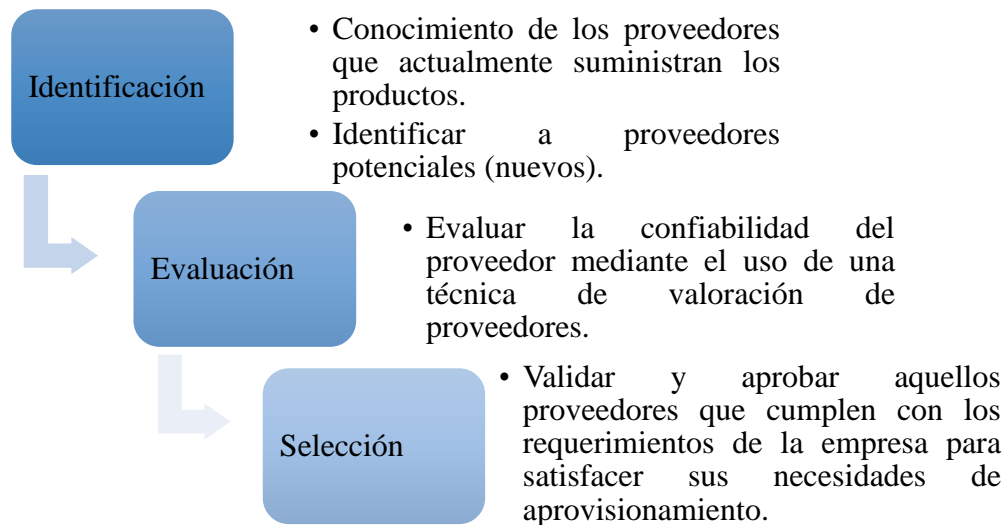 Identificación
• Conocimiento de los proveedores
que actualmente suministran los
productos.
• Identificar a proveedores
potenciales (nuevos).
Evaluación
• Evaluar la confiabilidad del
proveedor mediante el uso de una
técnica de valoración de
proveedores.
Selección
• Validar y aprobar aquellos
proveedores que cumplen con los
requerimientos de la empresa para
satisfacer sus necesidades de
aprovisionamiento.